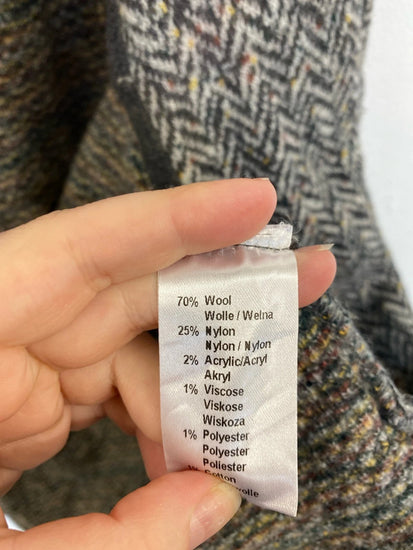 70% Wool
Wolle / Wełna
25% Nylon
Nylon / Nylon
2% Acrylic/Acryl
Akryl
1% Viscose
Viskose
Wiskoza
1% Polyester
Polyester
Poliester
Cotton